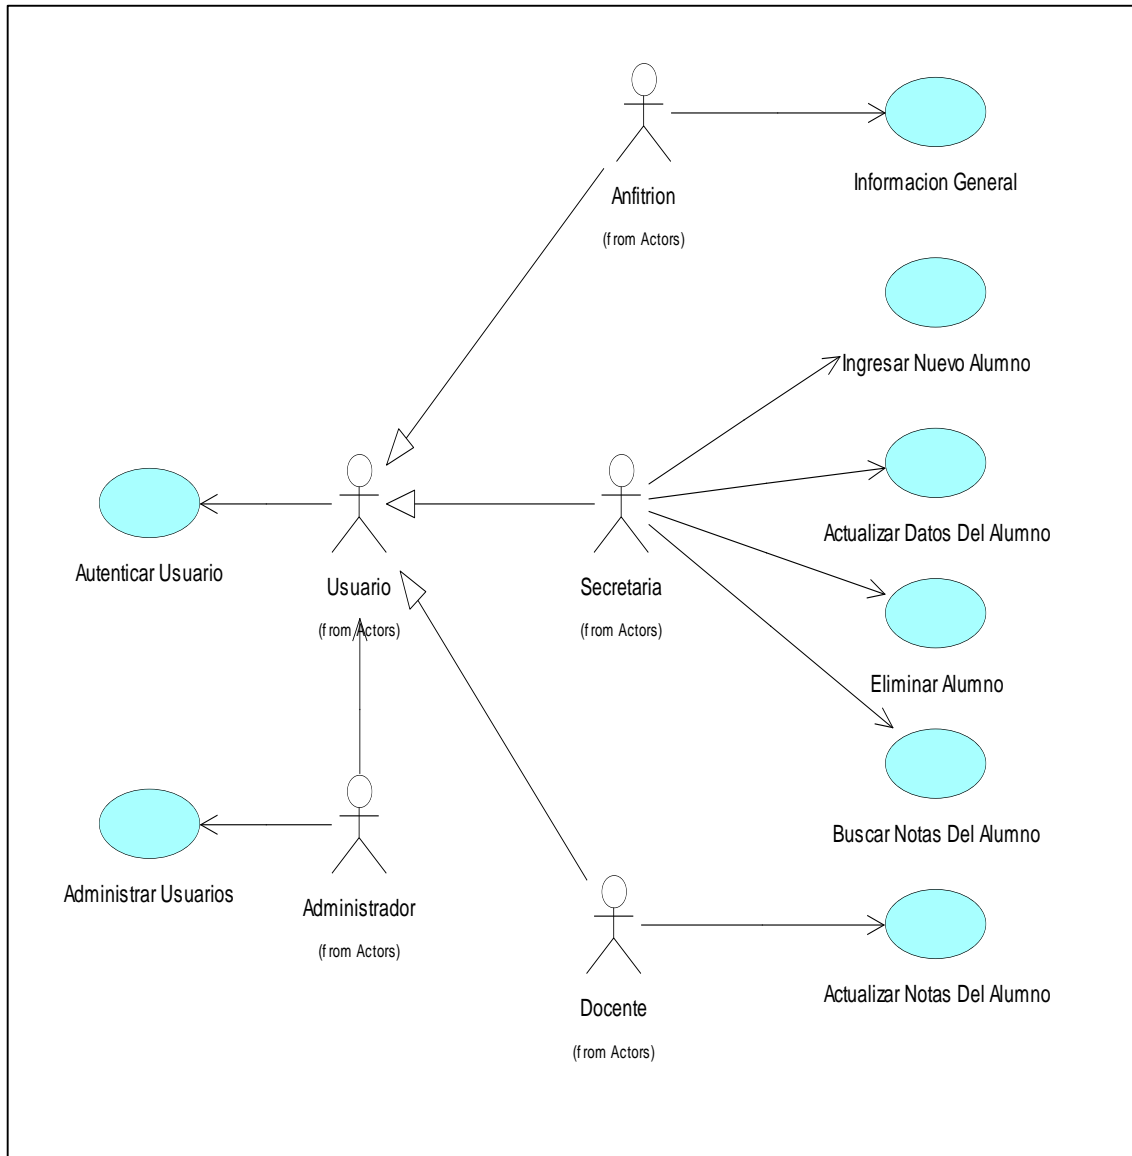 Anfitrion
(from Actors)
Informacion General
Ingresar Nuevo Alumno
Actualizar Datos Del Alumno
Autenticar Usuario
Usuario
(from Actors)
Secretaria
(from Actors)
Eliminar Alumno
Buscar Notas Del Alumno
Administrar Usuarios
Administrador
(from Actors)
Docente
(from Actors)
Actualizar Notas Del Alumno